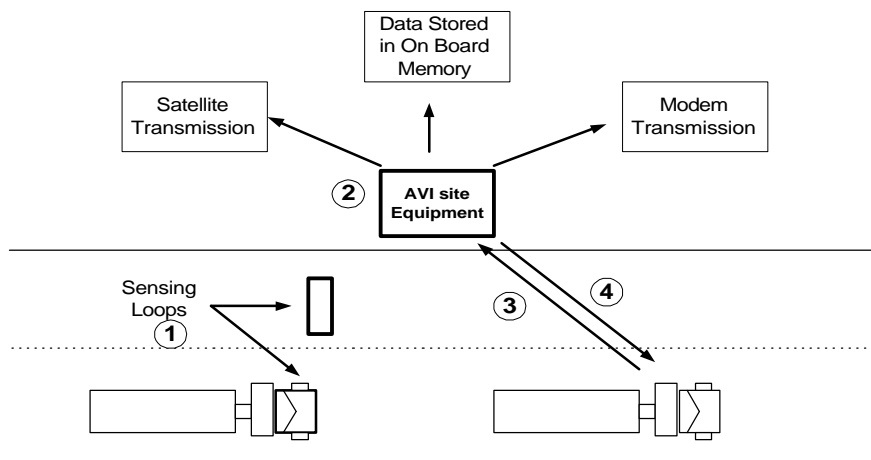 Data Stored
in On Board
Memory
Satellite
Transmission
Modem
Transmission
2
AVI site
Equipment
Sensing
Loops
1
3
4